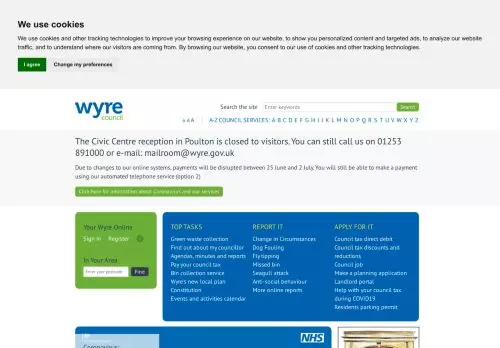 We use cookies
We use cookies and other tracking technologies to improve your browsing experience on our website, to show you personalized content and targeted ads, to analyze our website
traffic, and to understand where our visitors are coming from. By browsing our website, you consent to our use of cookies and other tracking technologies.
I agree
Change my preferences
wyre
council
Search the site
Enter keywords
Search
a a A
A-Z COUNCIL SERVICES: A B C D E F G H I J K L M N O P Q R S T U V W X Y Z
The Civic Centre reception in Poulton is closed to visitors. You can still call us on 01253
891000 or e-mail: mailroom@wyre.gov.uk
Due to changes to our online systems, payments will be disrupted between 25 June and 2 July. You will still be able to make a payment
using our automated telephone service (option 2)
Click here for information about Coronavirus and our services
Your Wyre Online
Sign in
Register
In Your Area
Enter your postcode
Find
TOP TASKS
Green waste collection
Find out about my councillor
Agendas, minutes and reports
Pay your council tax
Bin collection service
Wyre's new local plan
Constitution
Events and activities calendar
REPORT IT
Change in Circumstances
Dog Fouling
Fly tipping
Missed bin
Seagull attack
Anti-social behaviour
More online reports
APPLY FOR IT
Council tax direct debit
Council tax discounts and
reductions
Council job
Make a planning application
Landlord portal
Help with your council tax
during COVID19
Residents parking permit
NHS
Coronavirus: